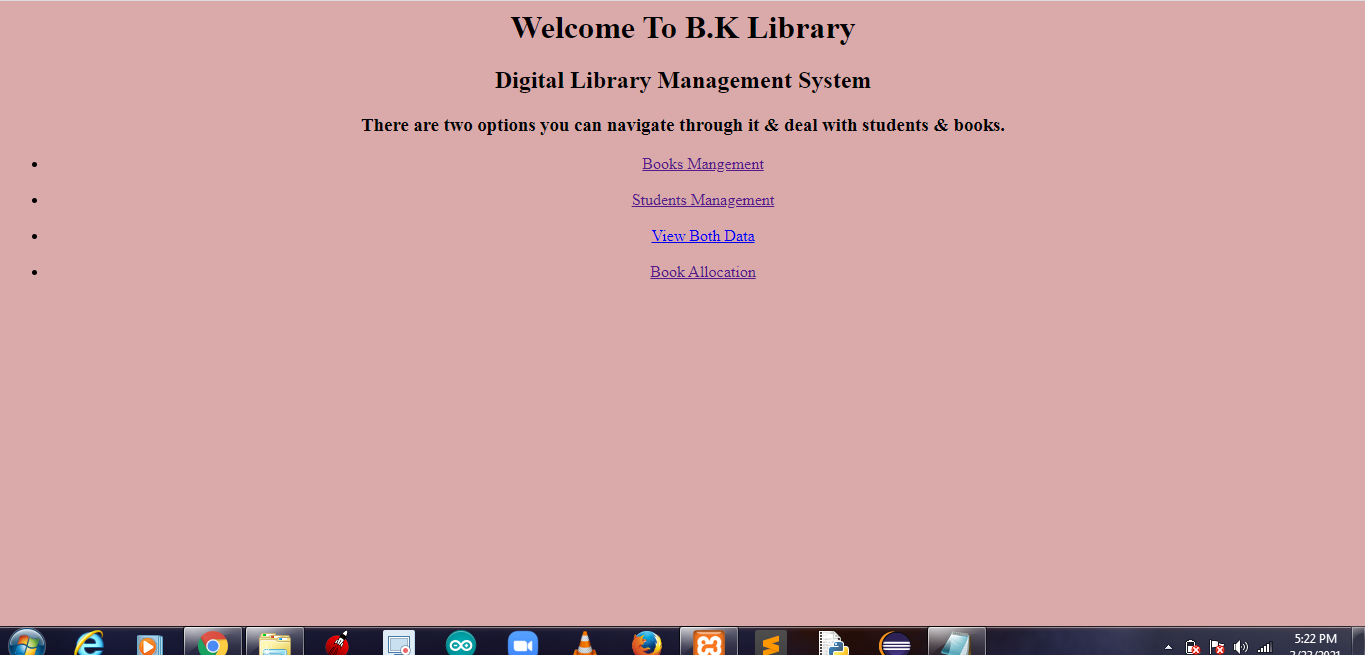 Welcome To B.K Library
Digital Library Management System
There are two options you can navigate through it & deal with students & books.
Books Mangement
Students Management
View Both Data
Book Allocation
5:22 PM